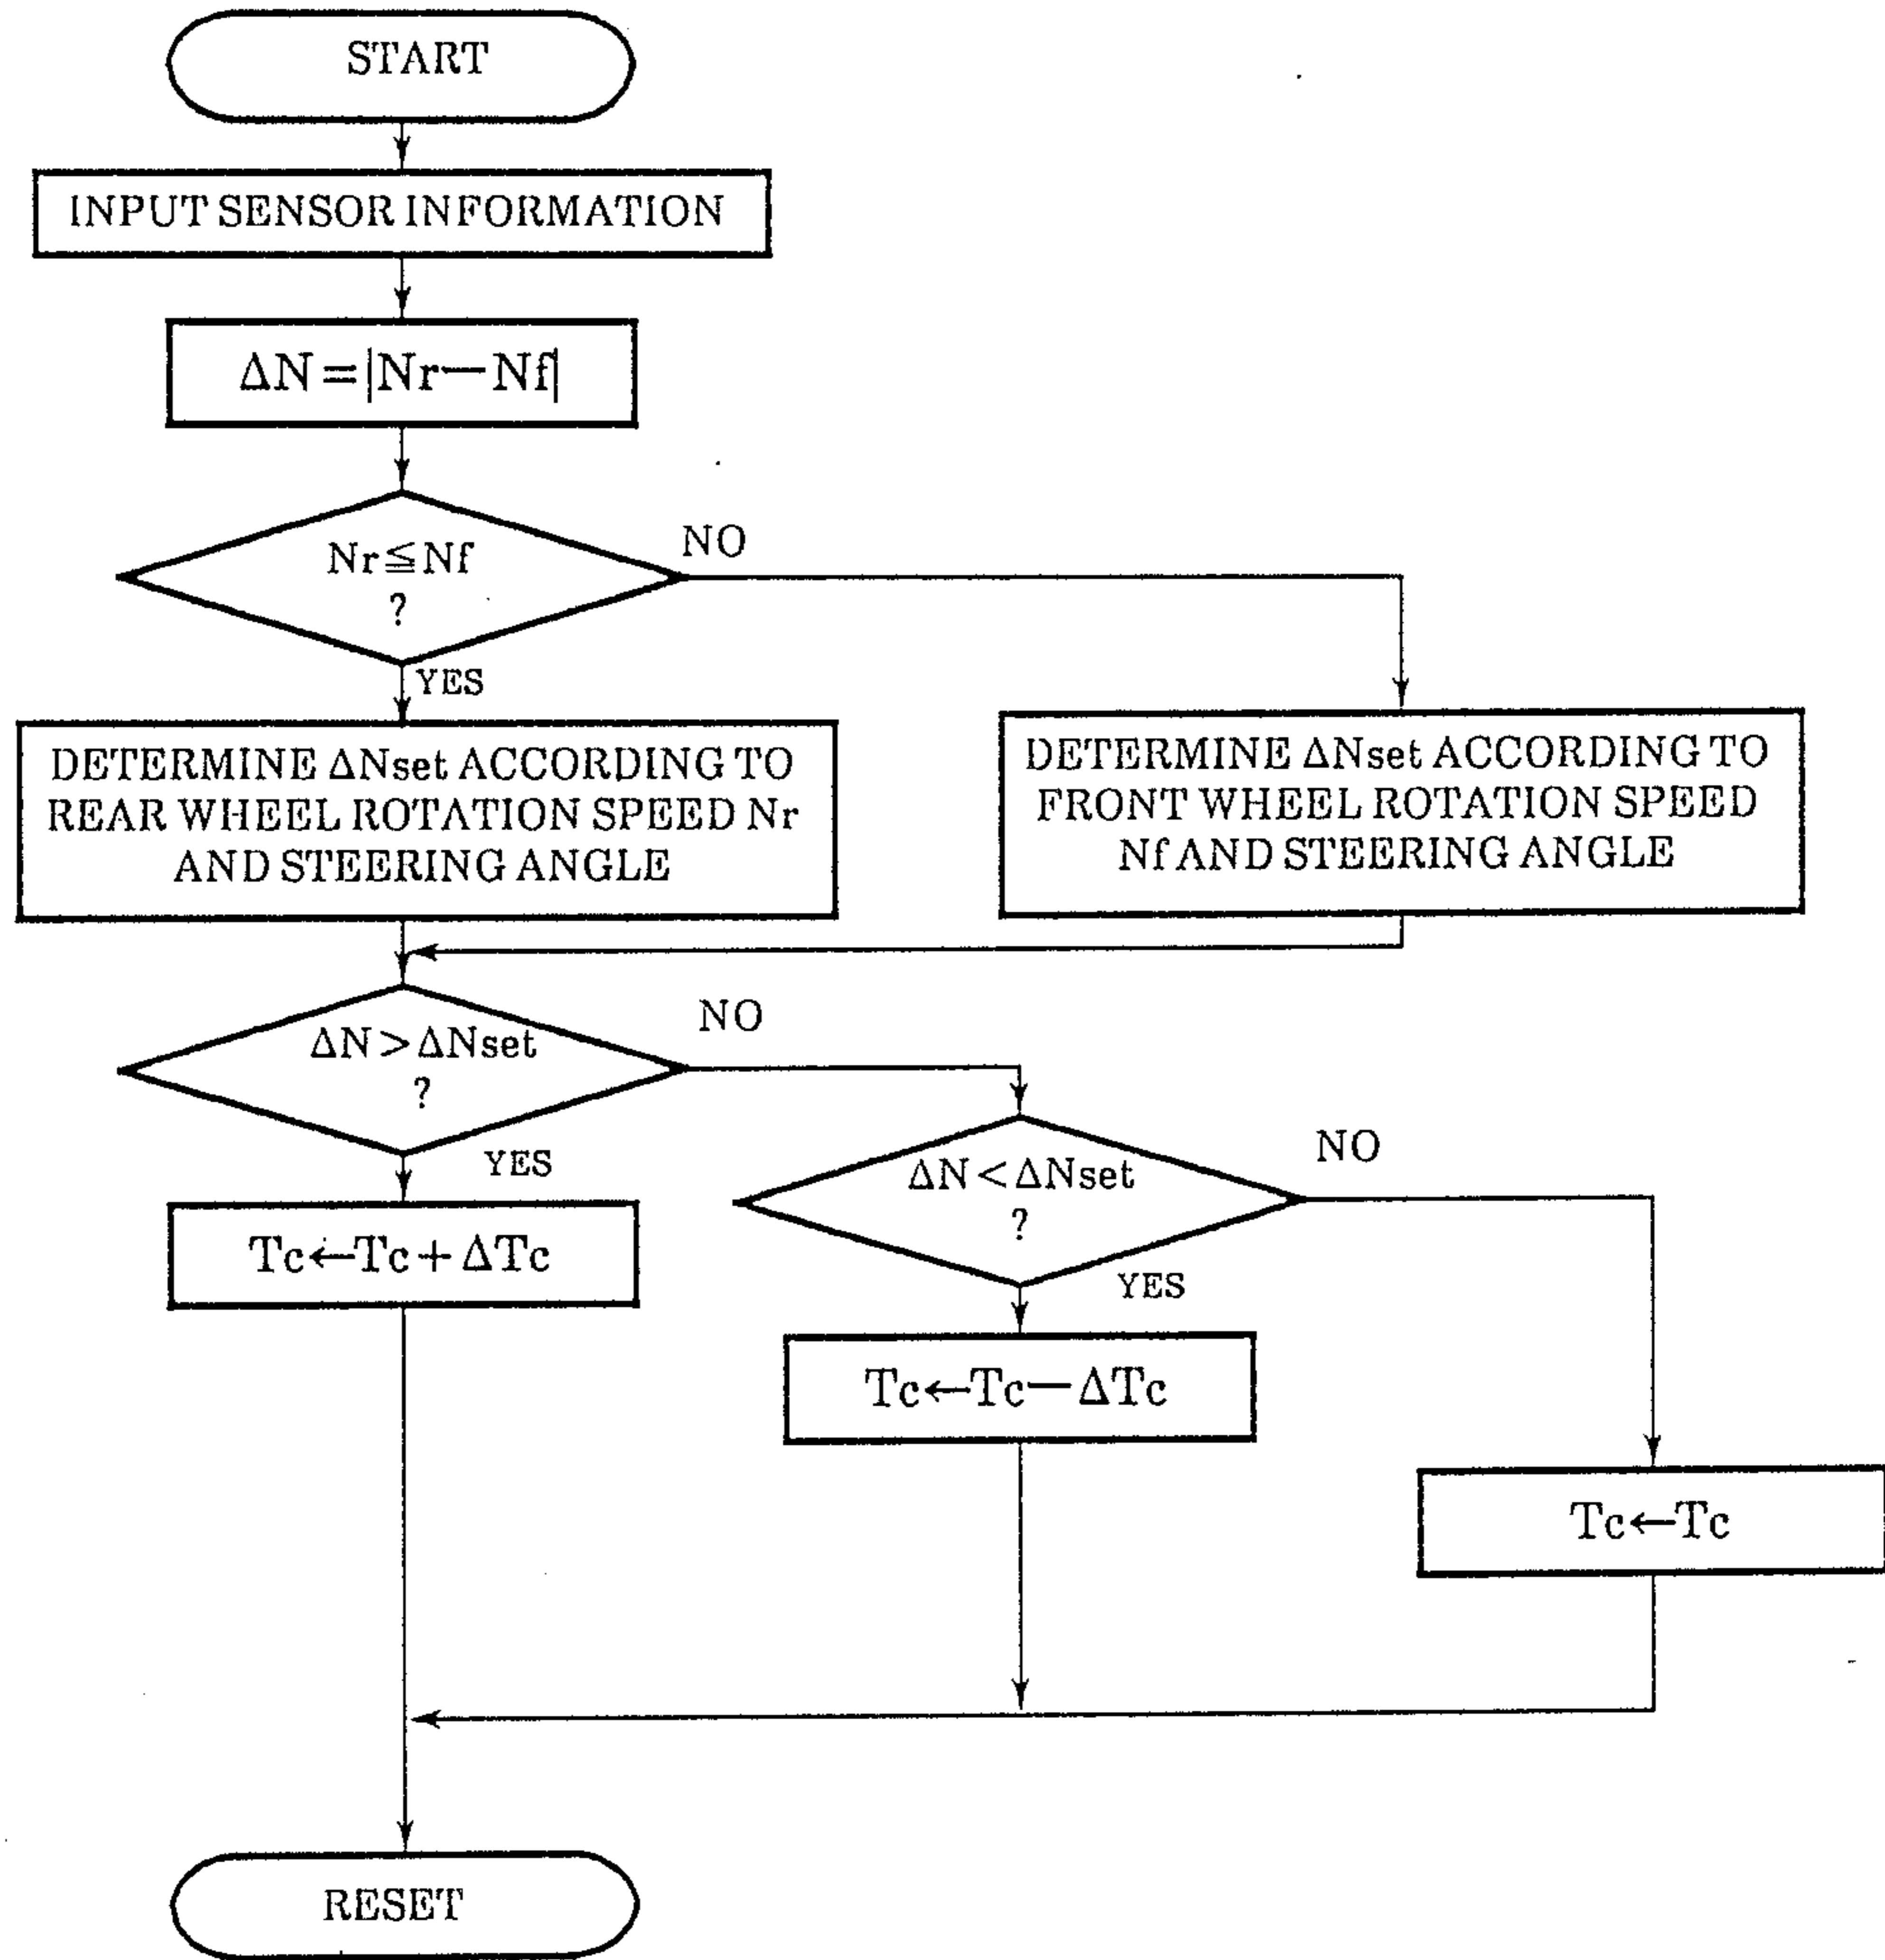 START
INPUT SENSOR INFORMATION
ΔN=|Nr−Nf|
Nr≦Nf
?
NO
YES
DETERMINE ΔNset ACCORDING TO
REAR WHEEL ROTATION SPEED Nr
AND STEERING ANGLE
DETERMINE ΔNset ACCORDING TO
FRONT WHEEL ROTATION SPEED
Nf AND STEERING ANGLE
ΔN>ΔNset
?
NO
YES
Tc←Tc+ΔTc
ΔN<ΔNset
?
NO
YES
Tc←Tc−ΔTc
Tc←Tc
RESET